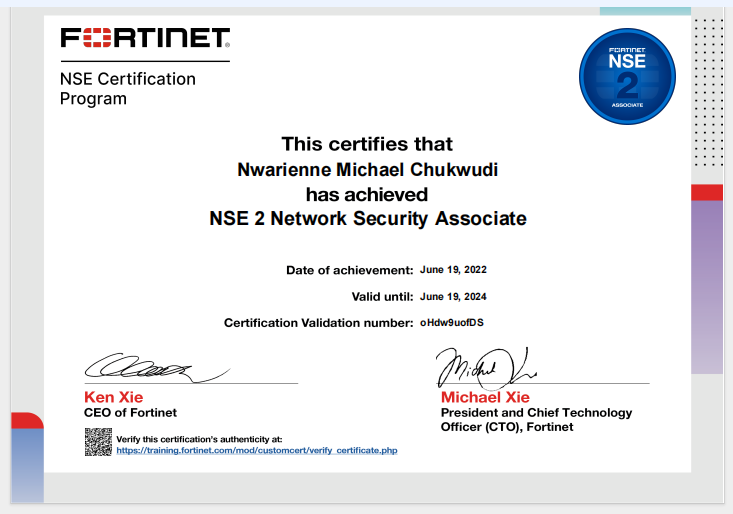 FORTINET®
NSE Certification
Program
FORTINET
NSE
2
ASSOCIATE
This certifies that
Nwarienne Michael Chukwudi
has achieved
NSE 2 Network Security Associate
Date of achievement: June 19, 2022
Valid until: June 19, 2024
Certification Validation number: oHdw9uofDS
Ken Xie
CEO of Fortinet
Michael Xie
President and Chief Technology
Officer (CTO), Fortinet
Verify this certification's authenticity at:
https://training.fortinet.com/mod/customcert/verify_certificate.php